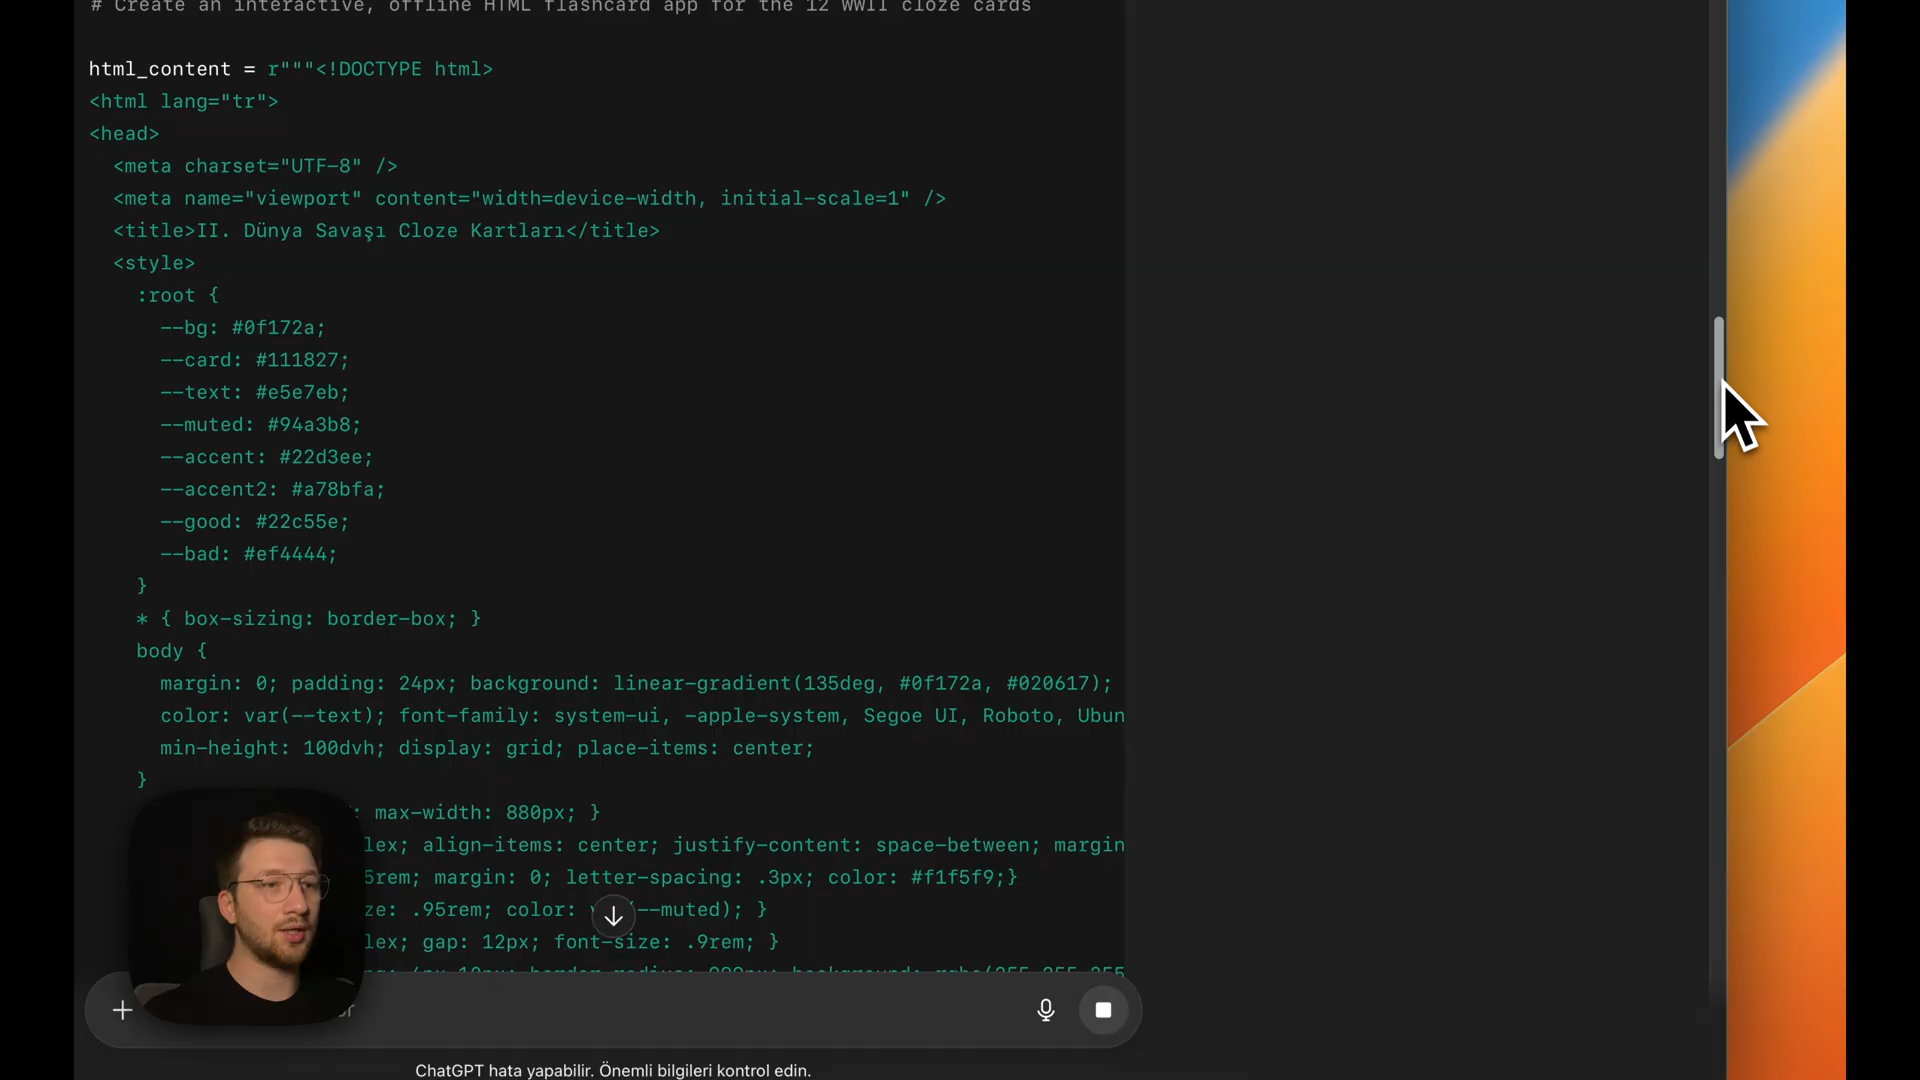 # Create an interactive, offline HTML flashcard app for the 12 WWII cloze cards
html_content = r"""<!DOCTYPE html>
<html lang="tr">
<head>
<meta charset="UTF-8" />
<meta name="viewport" content="width=device-width, initial-scale=1" />
<title>II. Dünya Savaşı Cloze Kartları</title>
<style>
:root {
--bg: #0f172a;
--card: #111827;
--text: #e5e7eb;
--muted: #94a3b8;
--accent: #22d3ee;
--accent2: #a78bfa;
--good: #22c55e;
--bad: #ef4444;
}
* { box-sizing: border-box; }
body {
margin: 0; padding: 24px; background: linear-gradient(135deg, #0f172a, #020617);
color: var(--text); font-family: system-ui, -apple-system, Segoe UI, Roboto, Ubun
min-height: 100dvh; display: grid; place-items: center;
}
max-width: 880px; }
lex; align-items: center; justify-content: space-between; margin
5rem; margin: 0; letter-spacing: .3px; color: #f1f5f9;}
ze: .95rem; color: (--muted); }
lex; gap: 12px; font-size: .9rem; }
ChatGPT hata yapabilir. Önemli bilgileri kontrol edin.